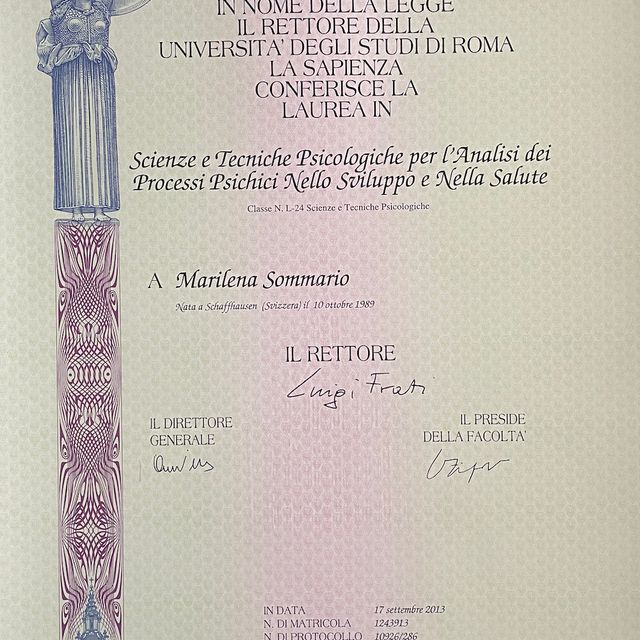 IN NOME DELLA LEGGE
IL RETTORE DELLA
UNIVERSITA' DEGLI STUDI DI ROMA
LA SAPIENZA
CONFERISCE LA
LAUREA IN
Scienze e Tecniche Psicologiche per l'Analisi dei
Processi Psichici Nello Sviluppo e Nella Salute
Classe N. L-24 Scienze e Tecniche Psicologiche
A Marilena Sommario
Nata a Schaffhausen (Svizzera) il 10 ottobre 1989
IL RETTORE
Luigi Frati
IL DIRETTORE
GENERALE
IL PRESIDE
DELLA FACOLTA'
IN DATA 17 settembre 2013
N. DI MATRICOLA 1243913
N. DI PROTOCOLLO 10926/286